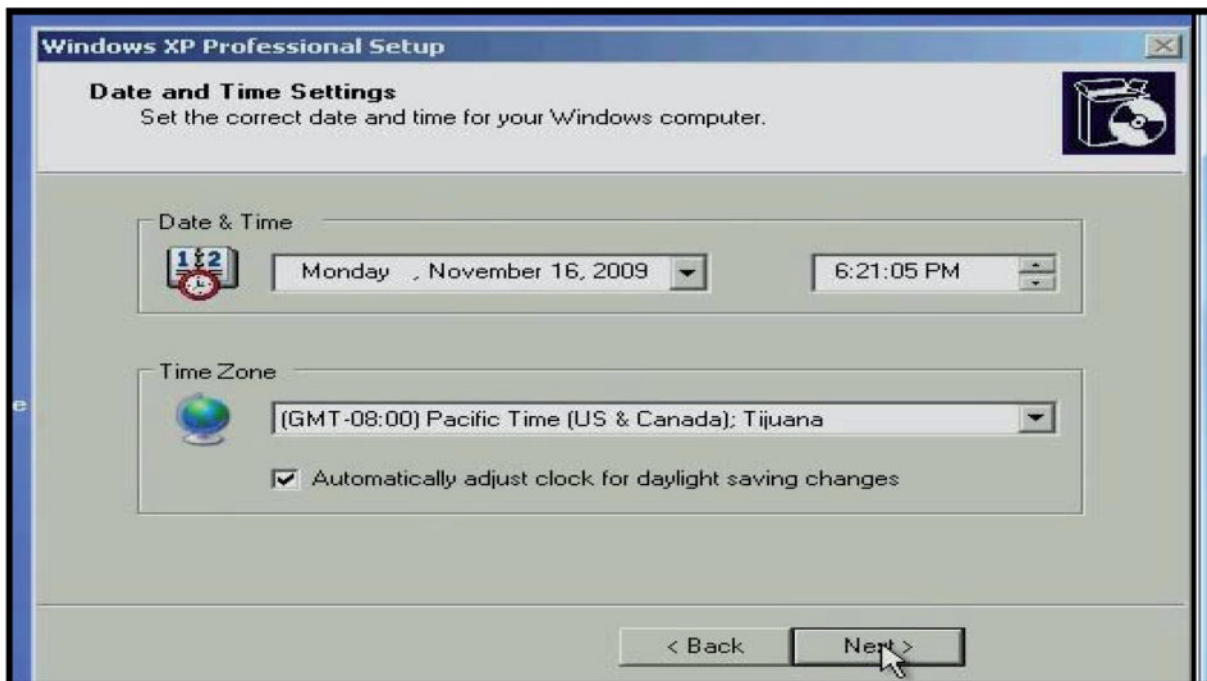 Windows XP Professional Setup
Date and Time Settings
Set the correct date and time for your Windows computer.
Date & Time
1 2
Monday , November 16, 2009
6:21:05 PM
Time Zone
e
(GMT-08:00) Pacific Time (US & Canada); Tijuana
Automatically adjust clock for daylight saving changes
< Back
Next >